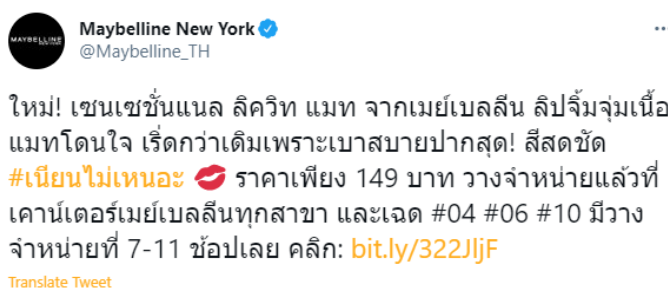 MAYBELLINE
NEW YORK
Maybelline New York
@Maybelline_TH
ใหม่! เซนเซชั่นแนล ลิควิท แมท จากเมย์เบลลีน ลิปจิ้มจุ่มเนื้อ
แมทโดนใจ เริ่ดกว่าเดิมเพราะเบาสบายปากสุด! สีสดชัด
#เนียนไม่เหนอะ 💋 ราคาเพียง 149 บาท วางจำหน่ายแล้วที่
เคาน์เตอร์เมย์เบลลีนทุกสาขา และเฉด #04 #06 #10 มีวาง
จำหน่ายที่ 7-11 ช้อปเลย คลิก: bit.ly/322JljF
Translate Tweet